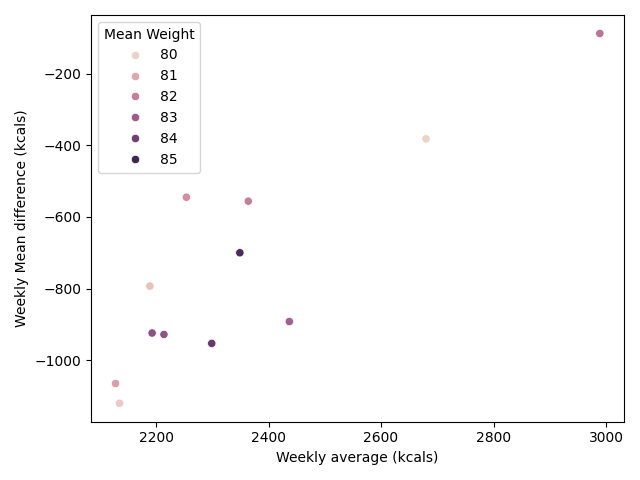 Mean Weight
80
81
82
83
84
85
−200
−400
−600
−800
−1000
Weekly Mean difference (kcals)
2200 2400 2600 2800 3000
Weekly average (kcals)